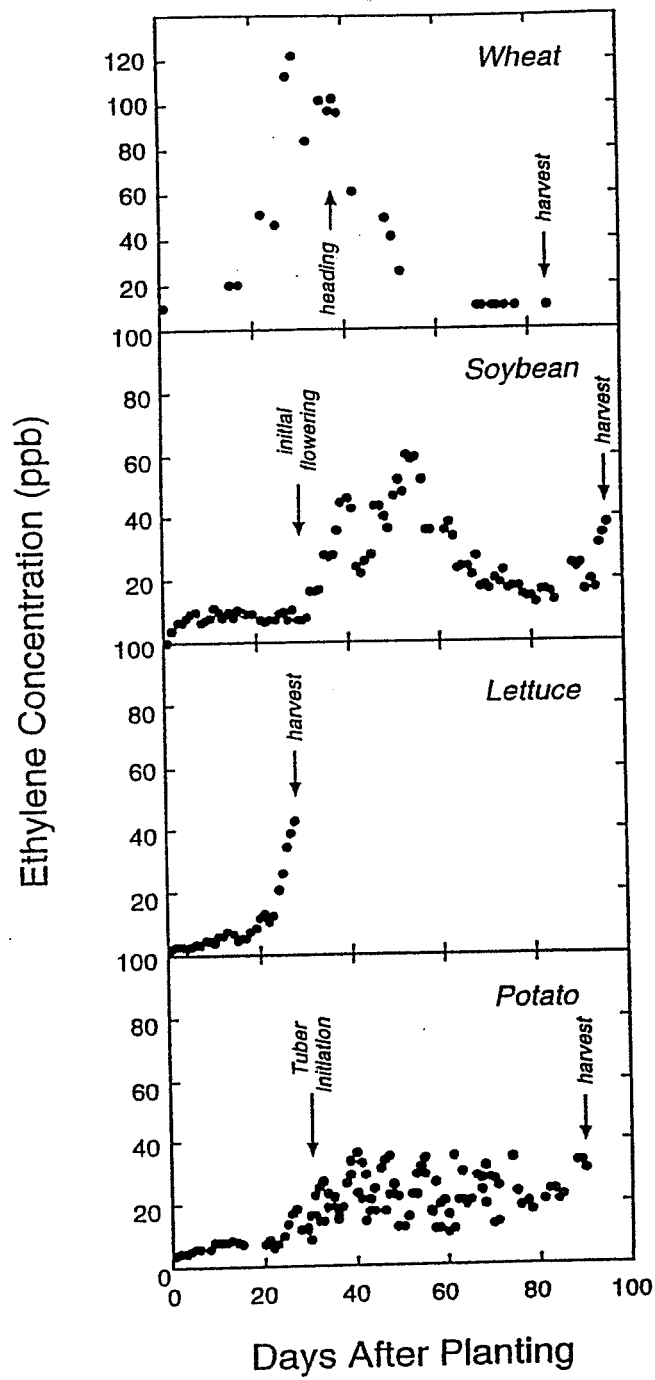 Wheat
120
100
80
60
40
20
heading
harvest
100
80
60
40
20
Soybean
initial
flowering
harvest
100
80
60
40
20
Lettuce
harvest
100
80
60
40
20
0
Potato
Tuber
Initiation
harvest
0 20 40 60 80 100
Ethylene Concentration (ppb)
Days After Planting